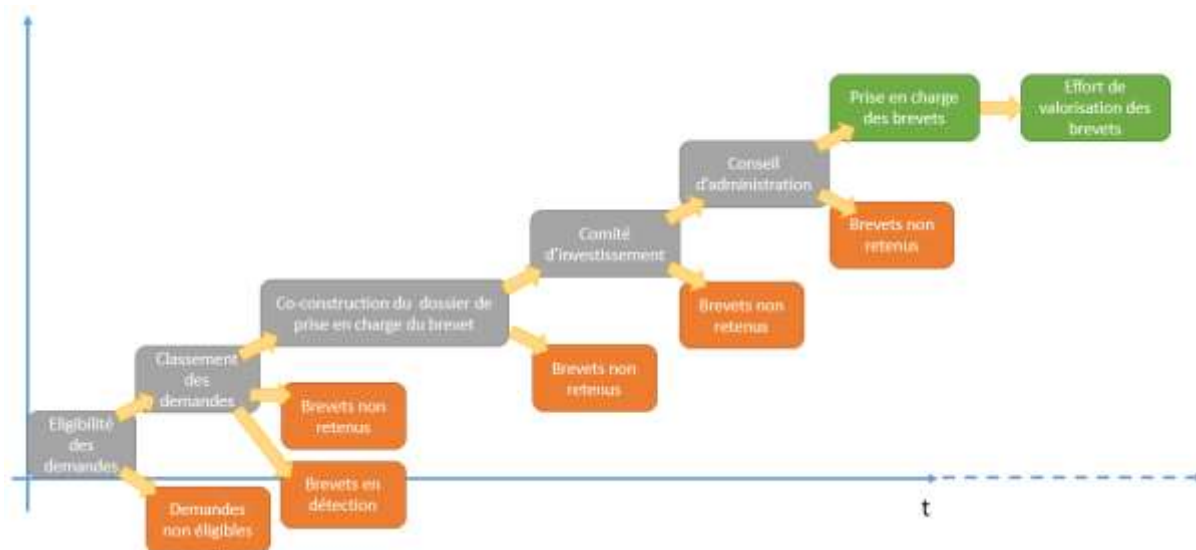 Prise en charge
des brevets
Effort de
valorisation des
brevets
Conseil
d'administration
Brevets non
retenus
Comité
d'investissement
Brevets non
retenus
Co-construction du dossier de
prise en charge du brevet
Brevets non
retenus
Classement
des
demandes
Brevets non
retenus
Eligibilité
des
demandes
Brevets en
détection
Demandes
non éligibles
t